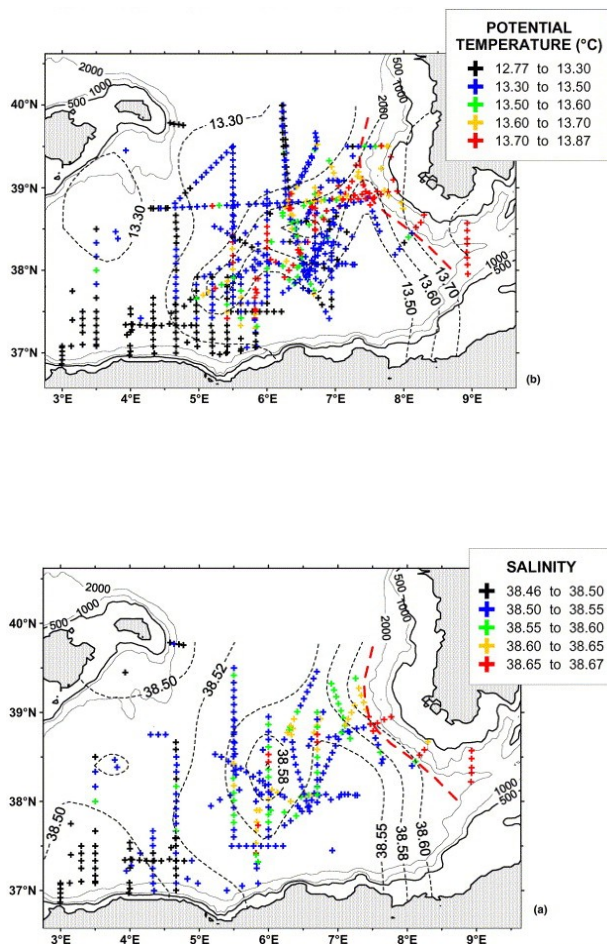 POTENTIAL
TEMPERATURE (°C)
12.77 to 13.30
13.30 to 13.50
13.50 to 13.60
13.60 to 13.70
13.70 to 13.87
2000
1000
500
500
1000
2000
40°N
39°N
38°N
37°N
13.30
13.30
13.50
13.60
13.70
1000
500
3°E 4°E 5°E 6°E 7°E 8°E 9°E
(b)
SALINITY
38.46 to 38.50
38.50 to 38.55
38.55 to 38.60
38.60 to 38.65
38.65 to 38.67
2000
1000
500
500
1000
2000
40°N
39°N
38°N
37°N
38.50
38.52
38.58
38.50
38.55
38.58
38.60
1000
500
3°E 4°E 5°E 6°E 7°E 8°E 9°E
(a)